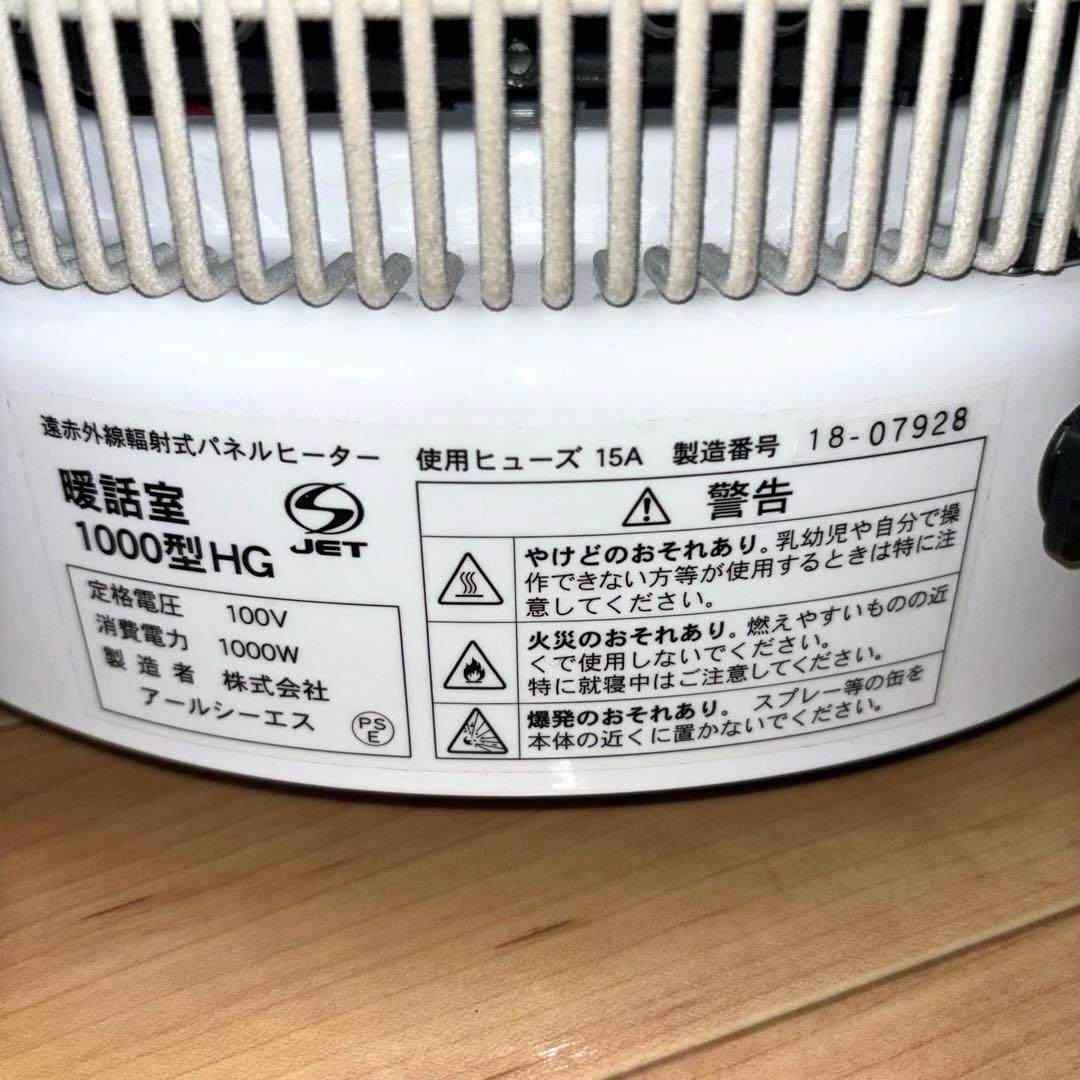 遠赤外線輻射式パネルヒーター
暖話室
1000型HG
JET
定格電圧 100V
消費電力 1000W
製造者 株式会社
アールシーエス
PS
E
使用ヒューズ 15A 製造番号 18-07928
警告
やけどのおそれあり。乳幼児や自分で操
作できない方等が使用するときは特に注
意してください。
火災のおそれあり。燃えやすいものの近
くで使用しないでください。
特に就寝中はご注意してください。
爆発のおそれあり。 スプレー等の缶を
本体の近くに置かないでください。